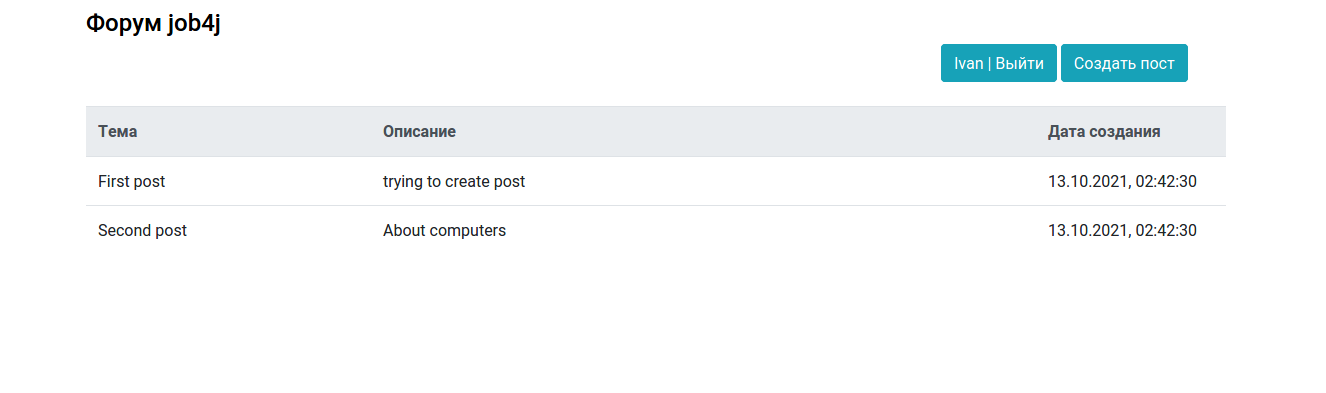 Форум job4j
Ivan | Выйти Создать пост
Тема Описание Дата создания
First post trying to create post 13.10.2021, 02:42:30
Second post About computers 13.10.2021, 02:42:30